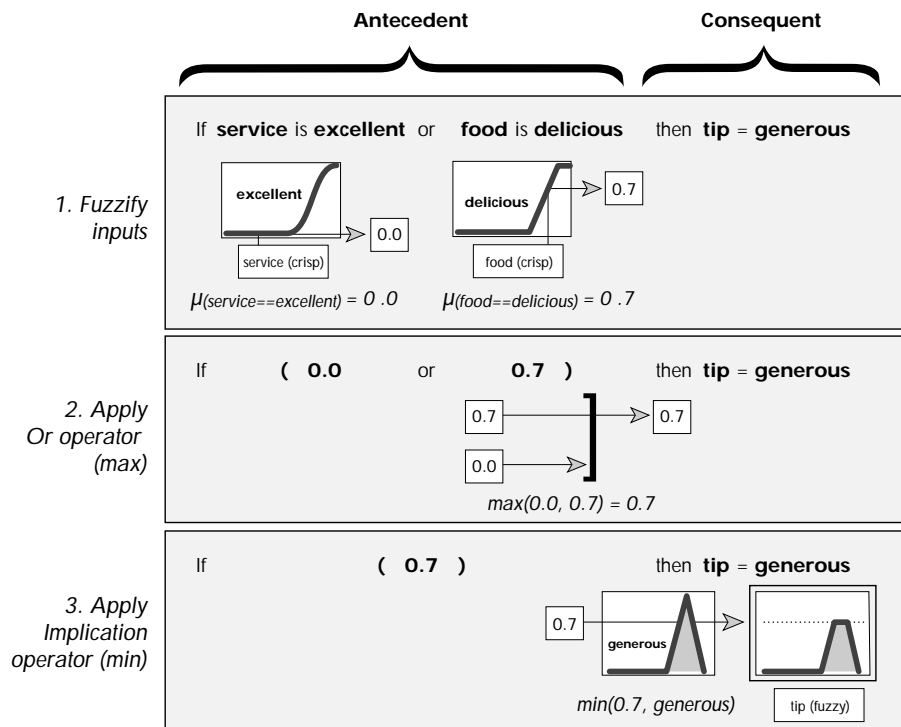 Antecedent
Consequent
If service is excellent or food is delicious then tip = generous
1. Fuzzify
inputs
excellent
0.0
service (crisp)
delicious
0.7
food (crisp)
μ(service==excellent) = 0 .0
μ(food==delicious) = 0 .7
If ( 0.0 or 0.7 ) then tip = generous
2. Apply
Or operator
(max)
0.7
0.7
0.0
max(0.0, 0.7) = 0.7
If ( 0.7 ) then tip = generous
3. Apply
Implication
operator (min)
0.7
generous
min(0.7, generous)
tip (fuzzy)